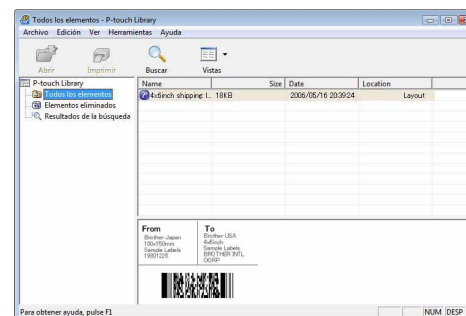 Todos los elementos - P-touch Library
Archivo Edición Ver Herramientas Ayuda
Abrir Imprimir Buscar Vistas
P-touch Library
Todos los elementos
Elementos eliminados
Resultados de la búsqueda
Name Size Date Location
4x6inch shipping l... 18KB 2006/05/16 20:39:24 Layout
From
Brother Japan
100x150mm
Sample Labels
19801226
To
Brother USA
4x6inch
Sample Labels
BROTHER INTL
CORP
Para obtener ayuda, pulse F1
NUM DESP